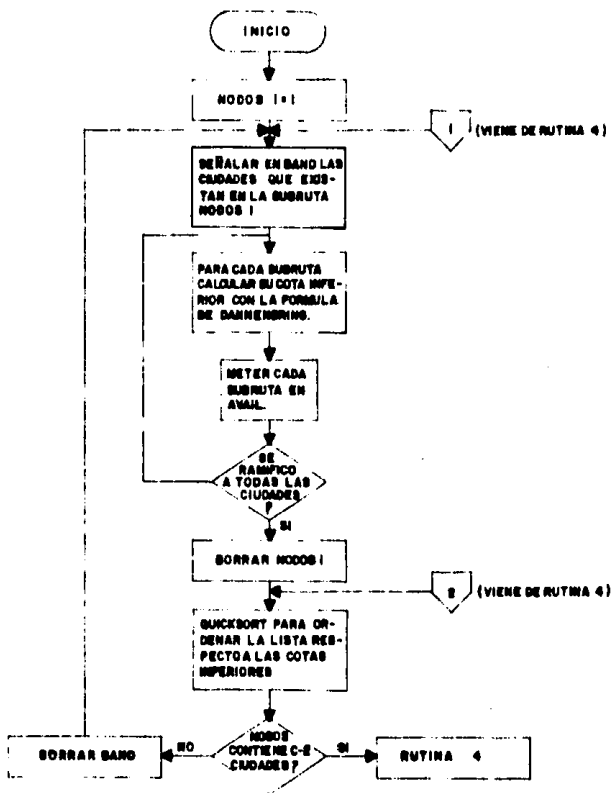 INICIO
NODOS I=I
1 (VIENE DE RUTINA 4)
SEÑALAR EN BAND LAS
CIUDADES QUE EXIS-
TAN EN LA SUBRUTA
NODOS I
PARA CADA SUBRUTA
CALCULAR SU COTA INFE-
RIOR CON LA FORMULA
DE DANNENBRING.
METER CADA
SUBRUTA EN
AVAIL.
SE
RAMIFICO
A TODAS LAS
CIUDADES
?
SI
BORRAR NODOS I
2 (VIENE DE RUTINA 4)
QUICKSORT PARA OR-
DENAR LA LISTA RES-
PECTO A LAS COTAS
INFERIORES
NODOS
CONTIENE C-2
CIUDADES?
NO
SI
BORRAR BAND
RUTINA 4